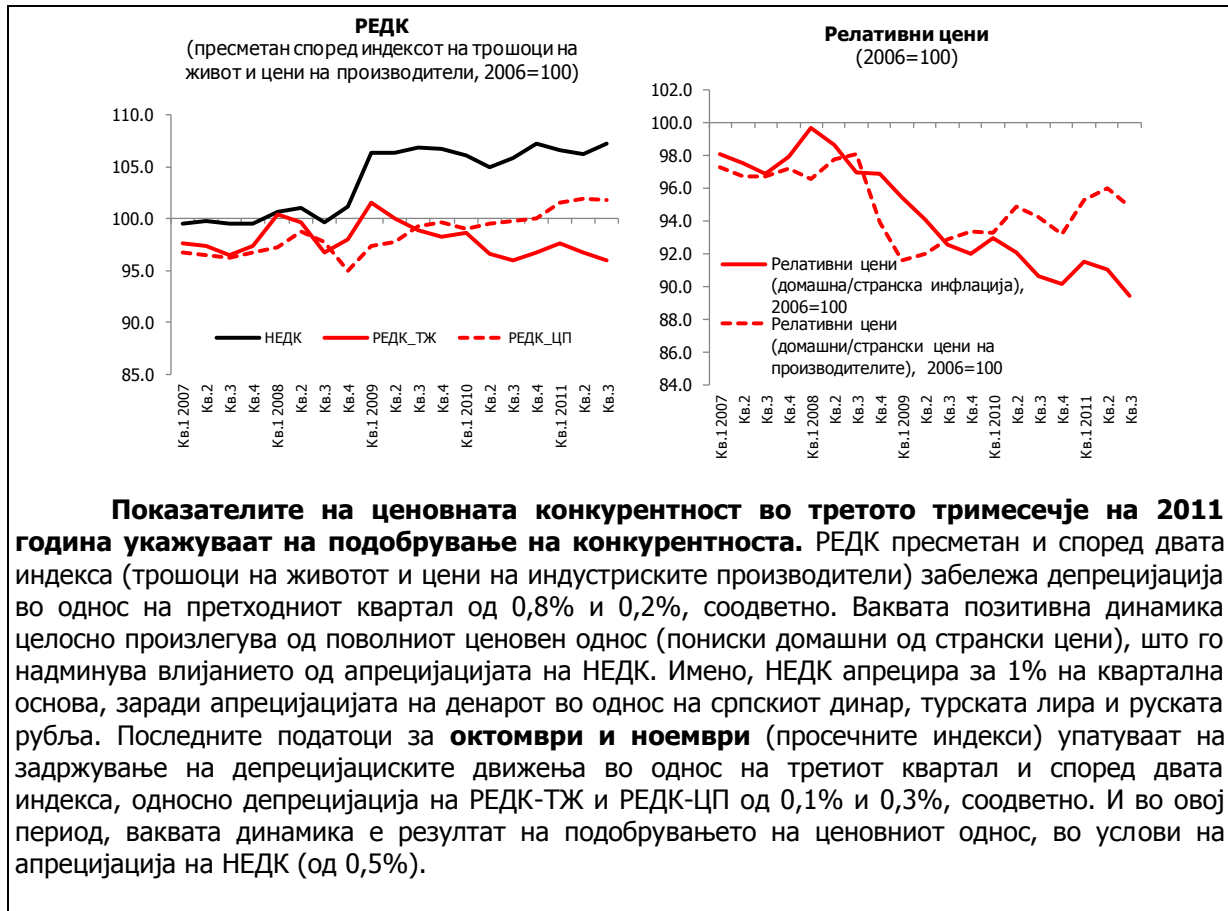 РЕДК
(пресметан според индексот на трошоци на
живот и цени на производители, 2006=100)
110.0
105.0
100.0
95.0
90.0
85.0
НЕДК
РЕДК_ТЖ
РЕДК_ЦП
Кв.1 2007
Кв.2
Кв.3
Кв.4
Кв.1 2008
Кв.2
Кв.3
Кв.4
Кв.1 2009
Кв.2
Кв.3
Кв.4
Кв.1 2010
Кв.2
Кв.3
Кв.4
Кв.1 2011
Кв.2
Кв.3
Релативни цени
(2006=100)
100.0
98.0
96.0
94.0
92.0
90.0
88.0
86.0
84.0
Релативни цени
(домашна/странска инфлација),
2006=100
Релативни цени
(домашни/странски цени на
производителите), 2006=100
Кв.1 2007
Кв.2
Кв.3
Кв.4
Кв.1 2008
Кв.2
Кв.3
Кв.4
Кв.1 2009
Кв.2
Кв.3
Кв.4
Кв.1 2010
Кв.2
Кв.3
Кв.4
Кв.1 2011
Кв.2
Кв.3
Показателите на ценовната конкурентност во третото тримесечје на 2011
година укажуваат на подобрување на конкурентноста. РЕДК пресметан и според двата
индекса (трошоци на животот и цени на индустриските производители) забележа депрецијација
во однос на претходниот квартал од 0,8% и 0,2%, соодветно. Ваквата позитивна динамика
целосно произлегува од поволниот ценовен однос (пониски домашни од странски цени), што го
надминува влијанието од апрецијацијата на НЕДК. Имено, НЕДК апрецира за 1% на квартална
основа, заради апрецијацијата на денарот во однос на српскиот динар, турската лира и руската
рубља. Последните податоци за октомври и ноември (просечните индекси) упатуваат на
задржување на депрецијациските движења во однос на третиот квартал и според двата
индекса, односно депрецијација на РЕДК-ТЖ и РЕДК-ЦП од 0,1% и 0,3%, соодветно. И во овој
период, ваквата динамика е резултат на подобрувањето на ценовниот однос, во услови на
апрецијација на НЕДК (од 0,5%).